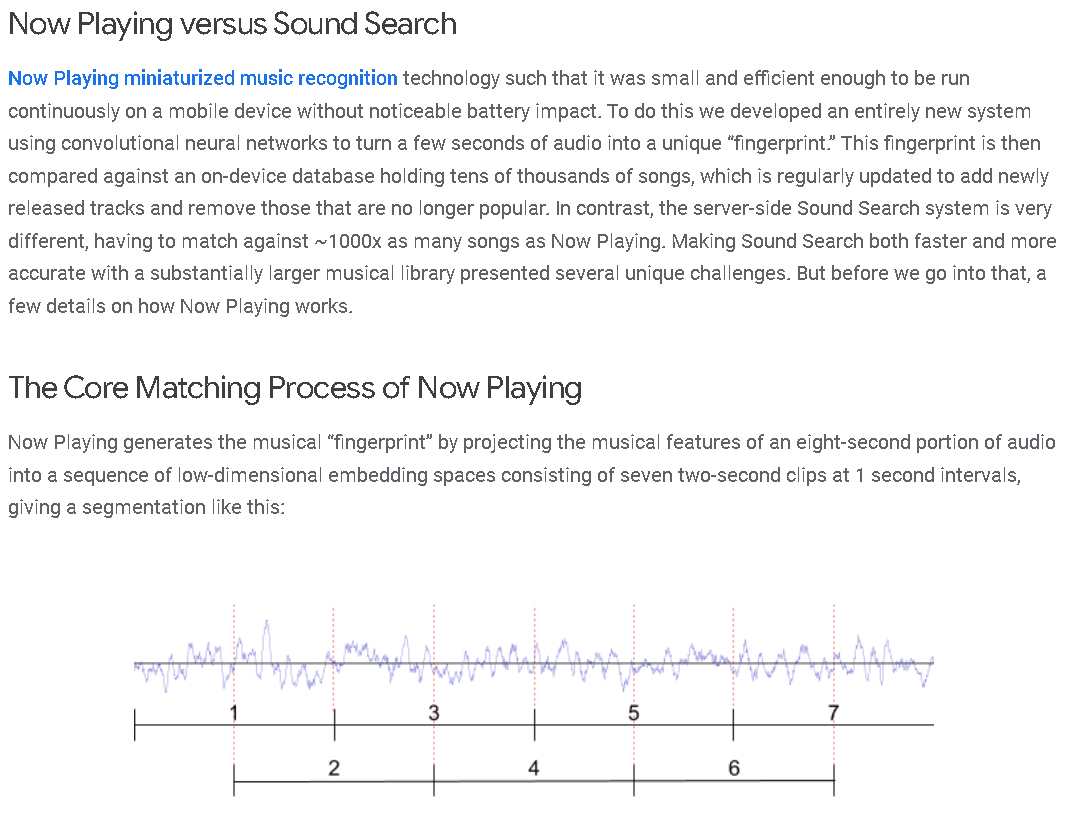 Now Playing versus Sound Search
Now Playing miniaturized music recognition technology such that it was small and efficient enough to be run
continuously on a mobile device without noticeable battery impact. To do this we developed an entirely new system
using convolutional neural networks to turn a few seconds of audio into a unique “fingerprint.” This fingerprint is then
compared against an on-device database holding tens of thousands of songs, which is regularly updated to add newly
released tracks and remove those that are no longer popular. In contrast, the server-side Sound Search system is very
different, having to match against ~1000x as many songs as Now Playing. Making Sound Search both faster and more
accurate with a substantially larger musical library presented several unique challenges. But before we go into that, a
few details on how Now Playing works.
The Core Matching Process of Now Playing
Now Playing generates the musical “fingerprint” by projecting the musical features of an eight-second portion of audio
into a sequence of low-dimensional embedding spaces consisting of seven two-second clips at 1 second intervals,
giving a segmentation like this:
1 3 5 7
2 4 6